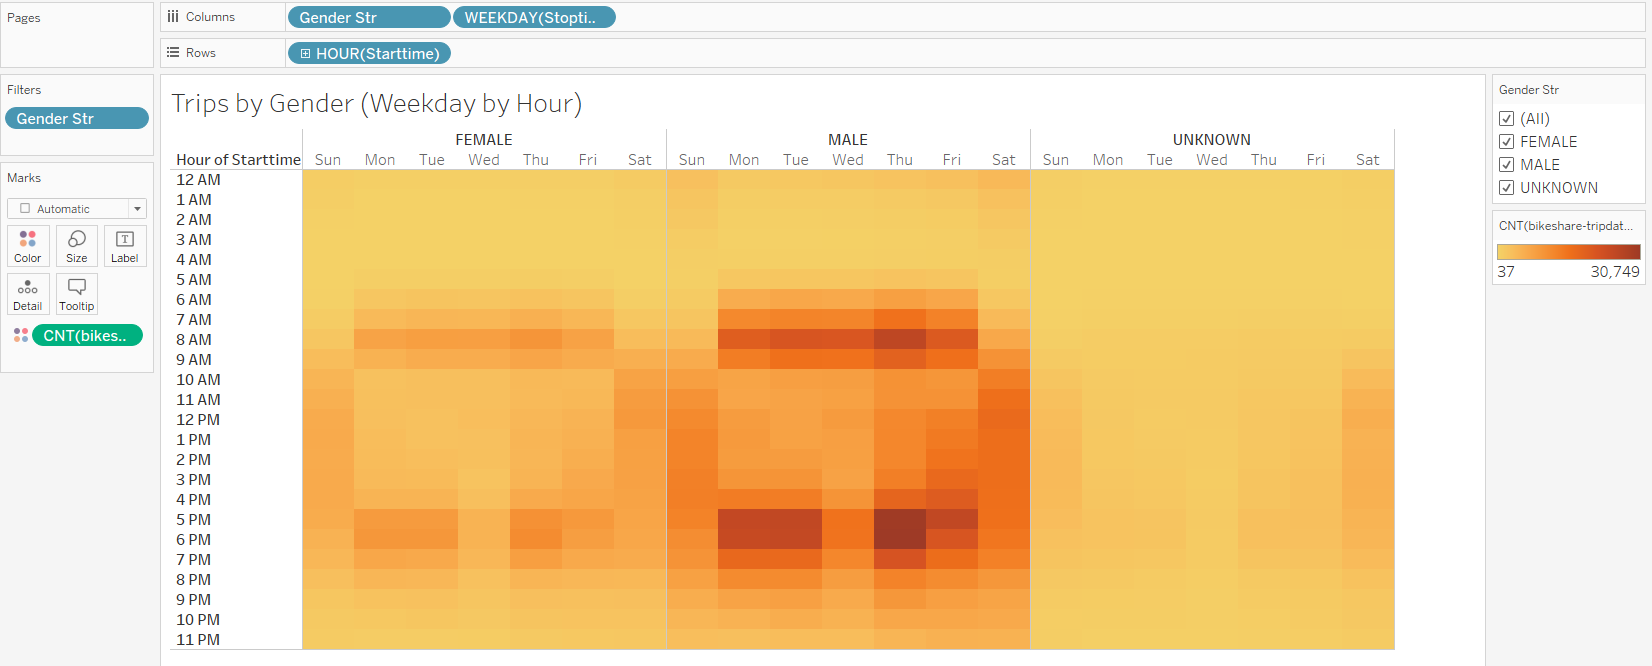 Pages
Columns
Gender Str
WEEKDAY(Stopti..
Rows
HOUR(Starttime)
Filters
Gender Str
Marks
Automatic
Color
Size
Label
Detail
Tooltip
CNT(bikes..
Trips by Gender (Weekday by Hour)
FEMALE MALE UNKNOWN
Hour of Starttime Sun Mon Tue Wed Thu Fri Sat Sun Mon Tue Wed Thu Fri Sat Sun Mon Tue Wed Thu Fri Sat
12 AM
1 AM
2 AM
3 AM
4 AM
5 AM
6 AM
7 AM
8 AM
9 AM
10 AM
11 AM
12 PM
1 PM
2 PM
3 PM
4 PM
5 PM
6 PM
7 PM
8 PM
9 PM
10 PM
11 PM
Gender Str
(All)
FEMALE
MALE
UNKNOWN
CNT(bikeshare-tripdat...
37 30,749